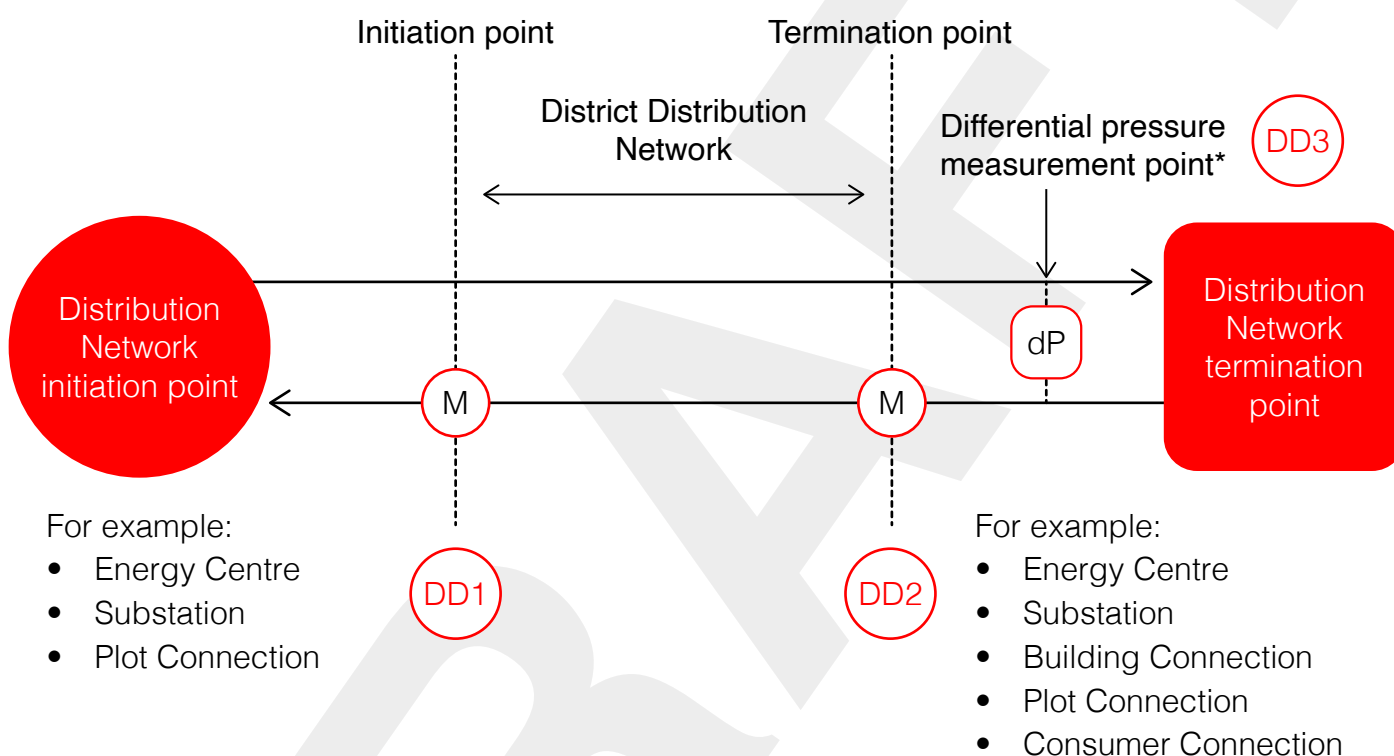 Initiation point
Termination point
District Distribution
Network
Differential pressure
measurement point*
DD3
Distribution
Network
initiation point
dP
M
M
Distribution
Network
termination
point
For example:
• Energy Centre
• Substation
• Plot Connection
DD1
DD2
For example:
• Energy Centre
• Substation
• Building Connection
• Plot Connection
• Consumer Connection